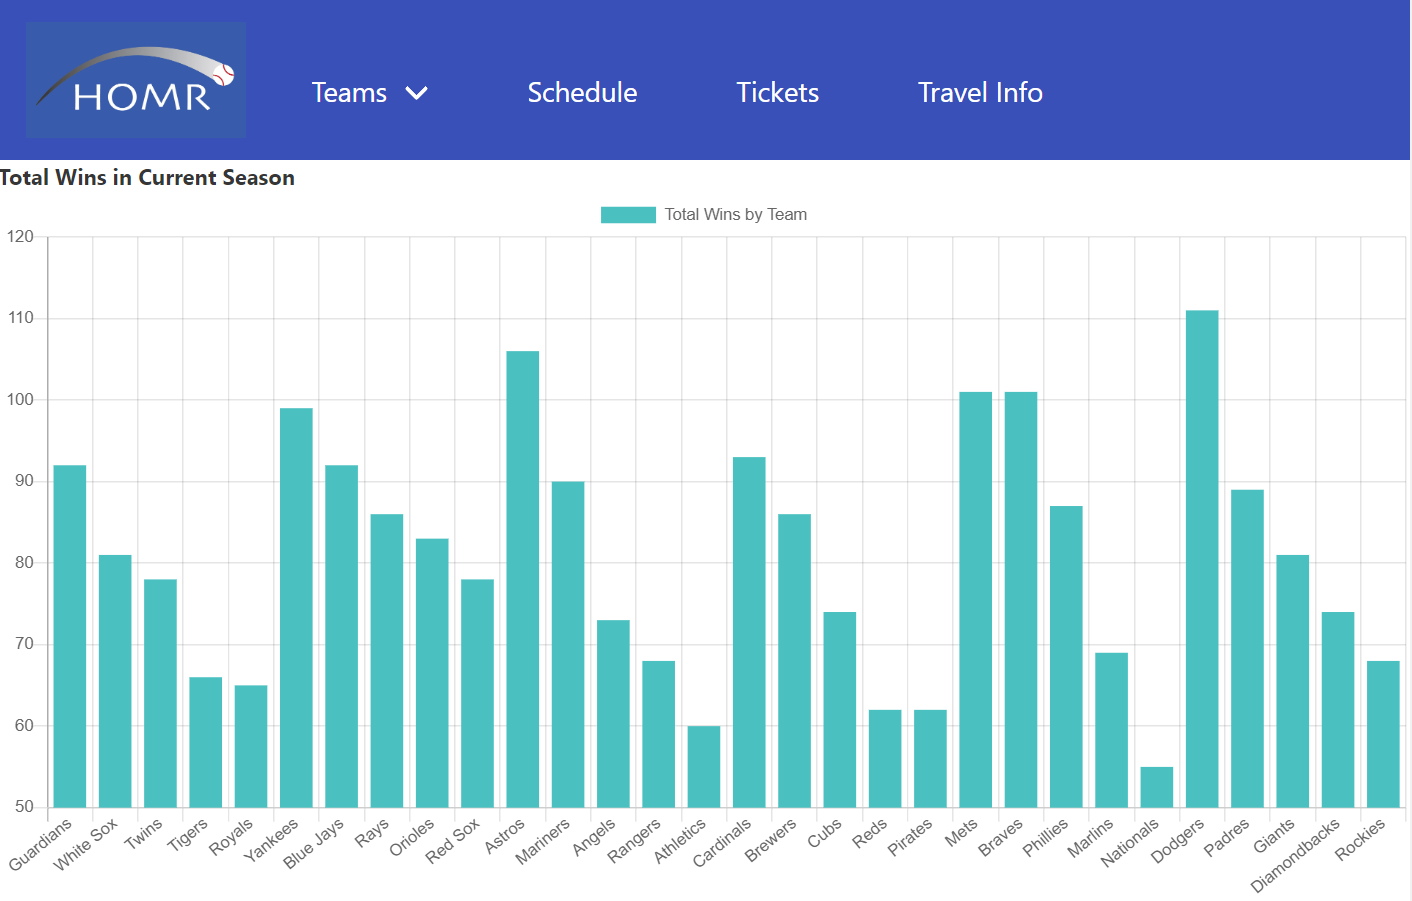 HOMR
Teams
Schedule
Tickets
Travel Info
Total Wins in Current Season
Total Wins by Team
120
110
100
90
80
70
60
50
Guardians
White Sox
Twins
Tigers
Royals
Yankees
Blue Jays
Rays
Orioles
Red Sox
Astros
Mariners
Angels
Rangers
Athletics
Cardinals
Brewers
Cubs
Reds
Pirates
Mets
Braves
Phillies
Marlins
Nationals
Dodgers
Padres
Giants
Diamondbacks
Rockies